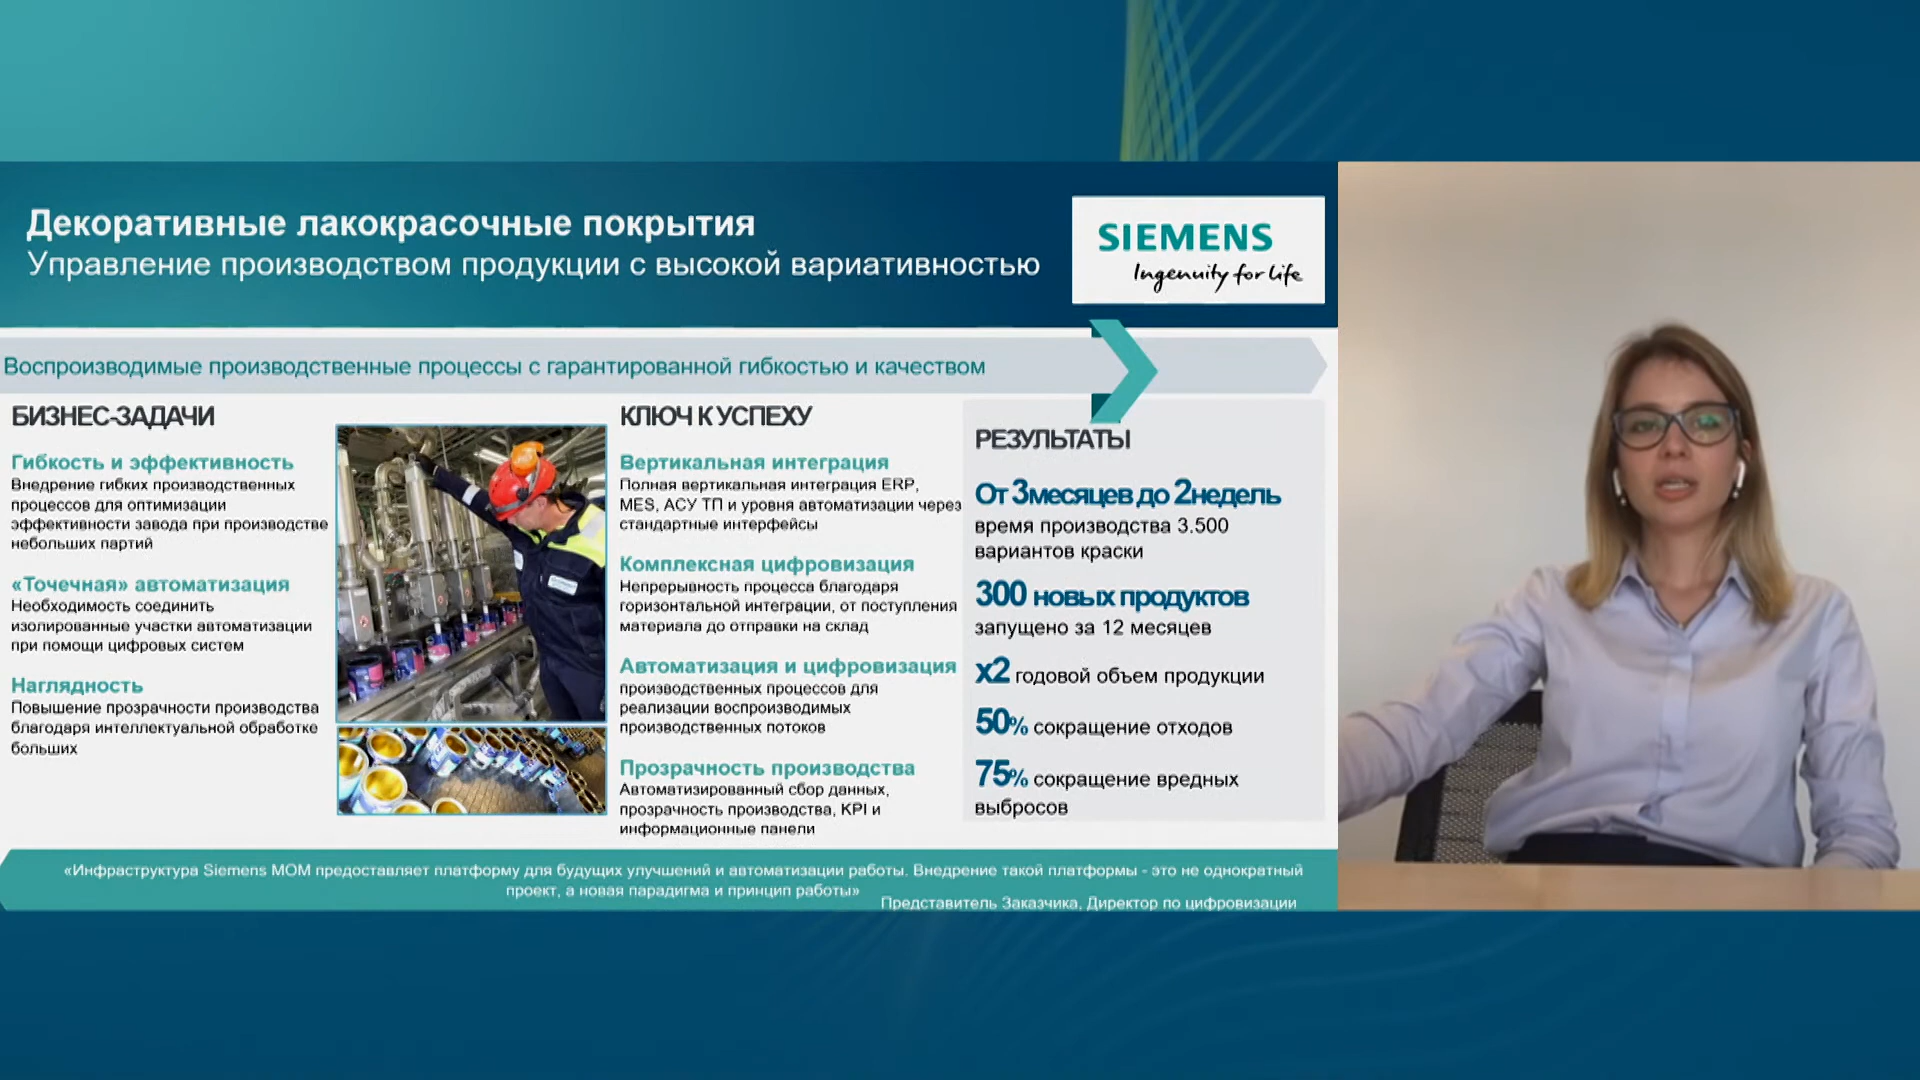 Декоративные лакокрасочные покрытия
Управление производством продукции с высокой вариативностью
SIEMENS
Ingenuity for life
Воспроизводимые производственные процессы с гарантированной гибкостью и качеством
БИЗНЕС-ЗАДАЧИ
Гибкость и эффективность
Внедрение гибких производственных
процессов для оптимизации
эффективности завода при производстве
небольших партий
«Точечная» автоматизация
Необходимость соединить
изолированные участки автоматизации
при помощи цифровых систем
Наглядность
Повышение прозрачности производства
благодаря интеллектуальной обработке
больших
КЛЮЧ К УСПЕХУ
Вертикальная интеграция
Полная вертикальная интеграция ERP,
MES, АСУ ТП и уровня автоматизации через
стандартные интерфейсы
Комплексная цифровизация
Непрерывность процесса благодаря
горизонтальной интеграции, от поступления
материала до отправки на склад
Автоматизация и цифровизация
производственных процессов для
реализации воспроизводимых
производственных потоков
Прозрачность производства
Автоматизированный сбор данных,
прозрачность производства, KPI и
информационные панели
РЕЗУЛЬТАТЫ
От 3месяцев до 2недель
время производства 3.500
вариантов краски
300 новых продуктов
запущено за 12 месяцев
x2 годовой объем продукции
50% сокращение отходов
75% сокращение вредных
выбросов
«Инфраструктура Siemens MOM предоставляет платформу для будущих улучшений и автоматизации работы. Внедрение такой платформы - это не однократный
проект, а новая парадигма и принцип работы»
Представитель Заказчика, Директор по цифровизации